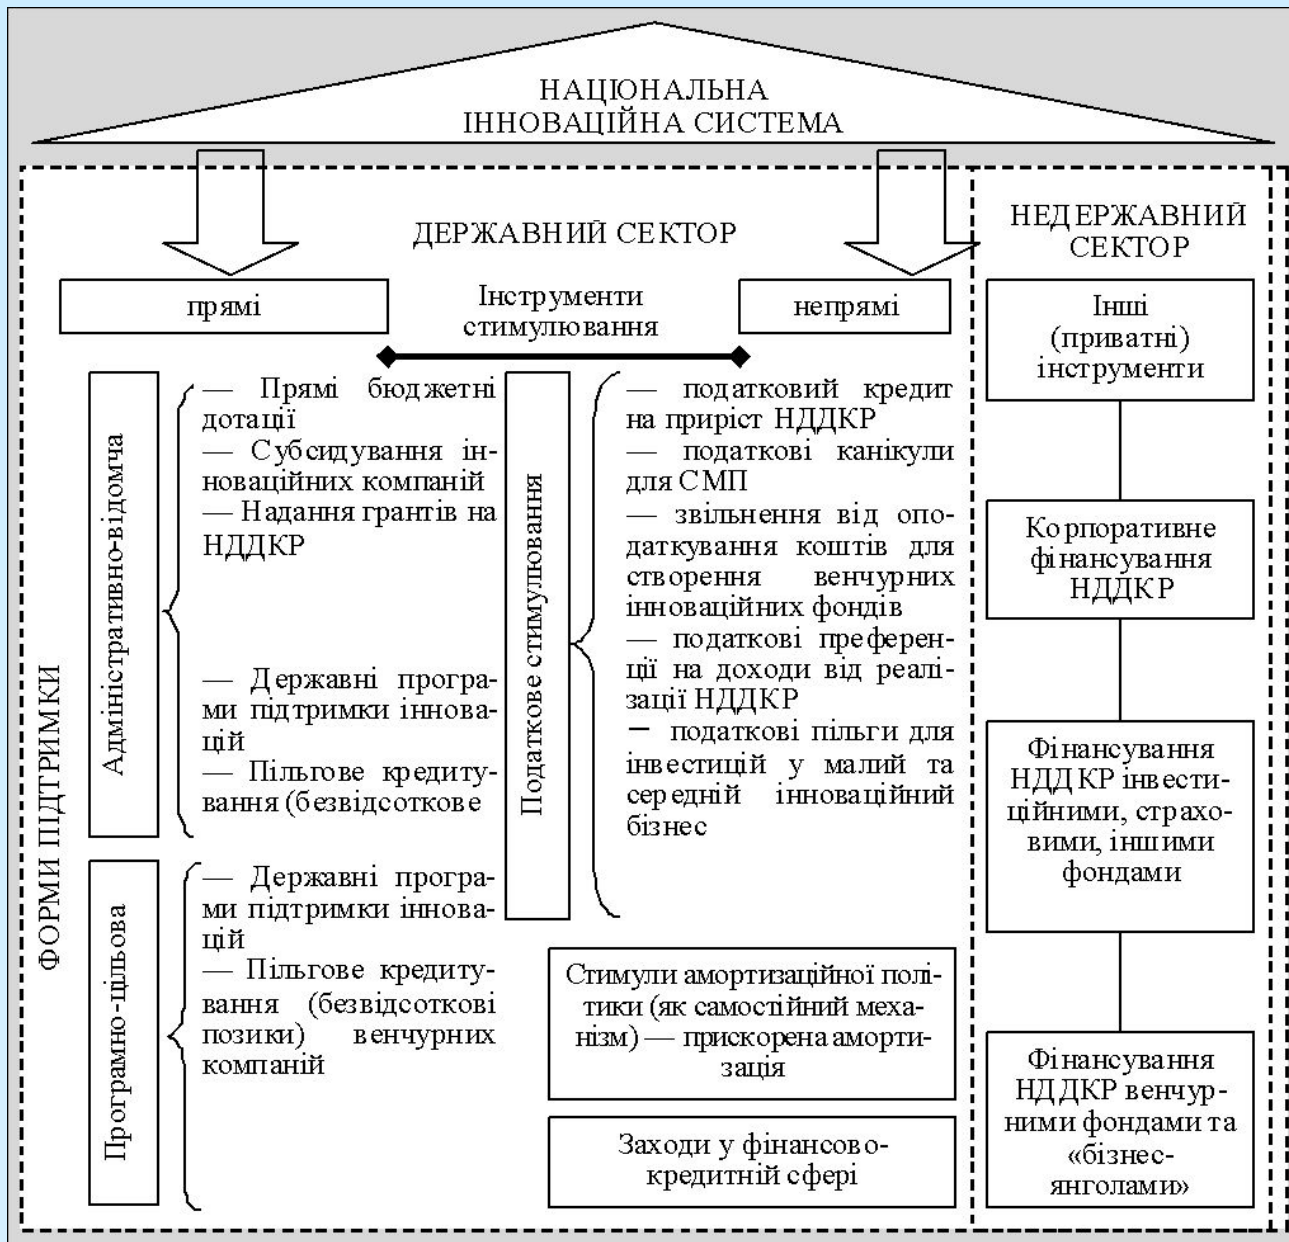 НАЦІОНАЛЬНА
ІННОВАЦІЙНА СИСТЕМА
ДЕРЖАВНИЙ СЕКТОР
НЕДЕРЖАВНИЙ
СЕКТОР
прямі
Інструменти
стимулювання
непрямі
Інші
(приватні)
інструменти
ФОРМИ ПІДТРИМКИ
Адміністративно-відомча
— Прямі бюджетні
дотації
— Субсидування ін-
новаційних компаній
— Надання грантів на
НДДКР
— Державні програ-
ми підтримки іннова-
цій
— Пільгове кредиту-
вання (безвідсоткове
Програмно-цільова
— Державні програ-
ми підтримки іннова-
цій
— Пільгове кредиту-
вання (безвідсоткові
позики) венчурних
компаній
Податкове стимулювання
— податковий кредит
на приріст НДДКР
— податкові канікули
для СМП
— звільнення від опо-
даткування коштів для
створення венчурних
інноваційних фондів
— податкові преферен-
ції на доходи від реалі-
зації НДДКР
– податкові пільги для
інвестицій у малий та
середній інноваційний
бізнес
Стимули амортизаційної полі-
тики (як самостійний меха-
нізм) — прискорена аморти-
зація
Заходи у фінансово-
кредитній сфері
Корпоративне
фінансування
НДДКР
Фінансування
НДДКР інвести-
ційними, страхо-
вими, іншими
фондами
Фінансування
НДДКР венчур-
ними фондами та
«бізнес-
янголами»